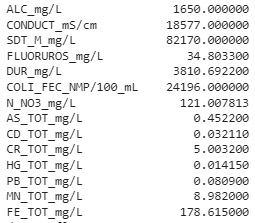 ALC_mg/L 1650.000000
CONDUCT_mS/cm 18577.000000
SDT_M_mg/L 82170.000000
FLUORUROS_mg/L 34.803300
DUR_mg/L 3810.692200
COLI_FEC_NMP/100_mL 24196.000000
N_NO3_mg/L 121.007813
AS_TOT_mg/L 0.452200
CD_TOT_mg/L 0.032110
CR_TOT_mg/L 5.003200
HG_TOT_mg/L 0.014150
PB_TOT_mg/L 0.080900
MN_TOT_mg/L 8.982000
FE_TOT_mg/L 178.615000